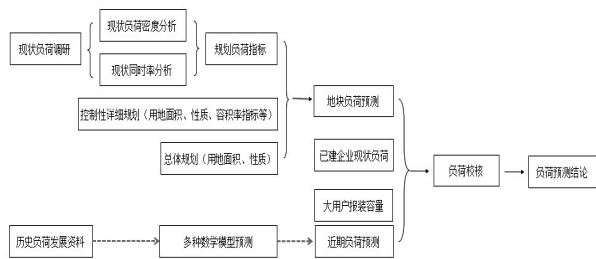 现状负荷调研
现状负荷密度分析
现状同时率分析
规划负荷指标
控制性详细规划（用地面积、性质、容积率指标等）
总体规划（用地面积、性质）
地块负荷预测
已建企业现状负荷
大用户报装容量
历史负荷发展资料
多种数学模型预测
近期负荷预测
负荷校核
负荷预测结论